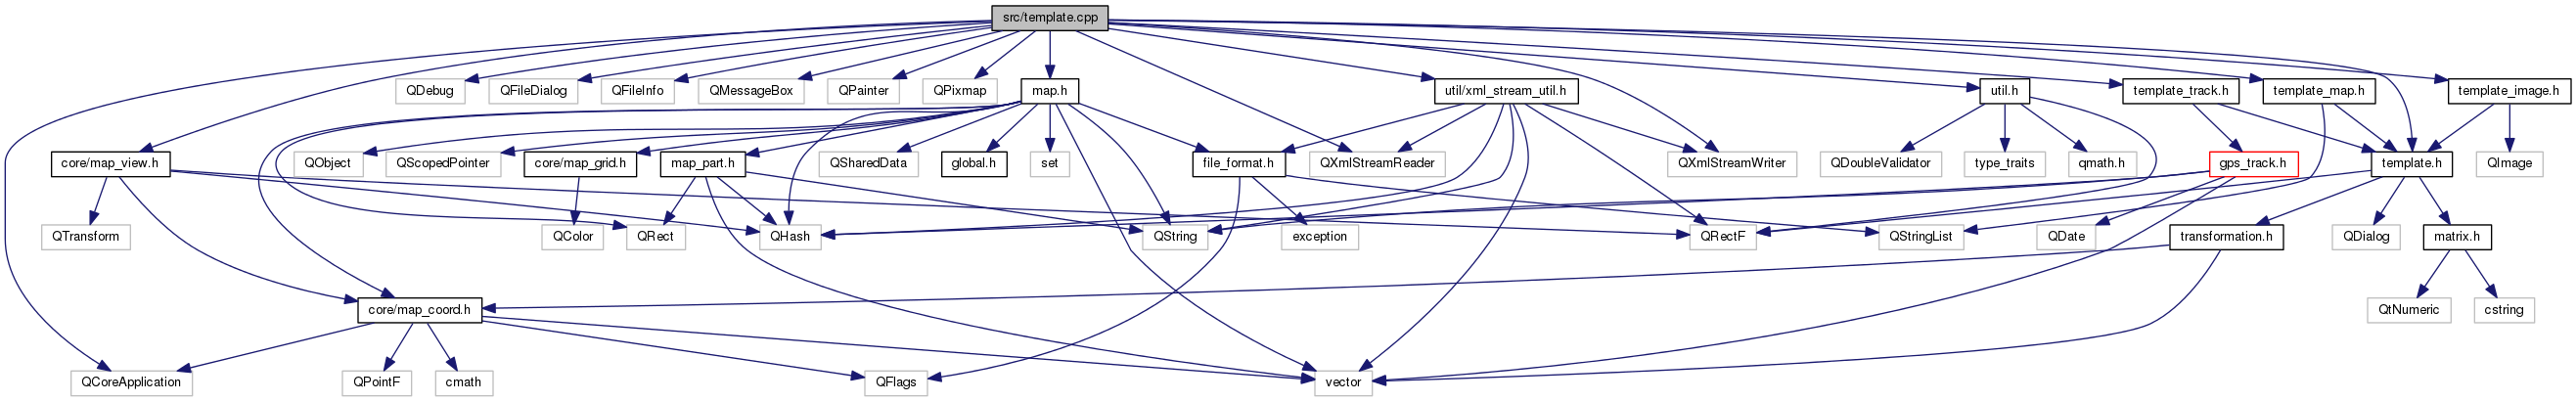 src/template.cpp
QDebug
QFileDialog
QFileInfo
QMessageBox
QPainter
QPixmap
map.h
util/xml_stream_util.h
util.h
template_track.h
template_map.h
template_image.h
core/map_view.h
QObject
QScopedPointer
core/map_grid.h
map_part.h
QSharedData
global.h
set
file_format.h
QXmlStreamReader
QXmlStreamWriter
QDoubleValidator
type_traits
qmath.h
gps_track.h
template.h
QImage
QTransform
QColor
QRect
QHash
QString
exception
QRectF
QStringList
QDate
transformation.h
QDialog
matrix.h
core/map_coord.h
QtNumeric
cstring
QCoreApplication
QPointF
cmath
QFlags
vector